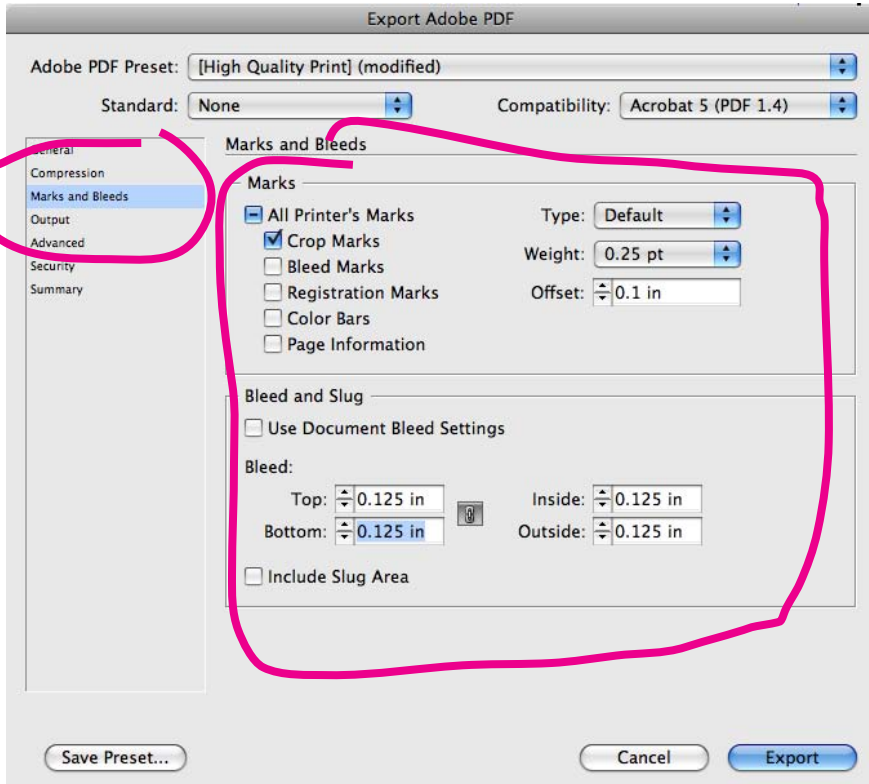 Export Adobe PDF
Adobe PDF Preset: [High Quality Print] (modified)
Standard: None Compatibility: Acrobat 5 (PDF 1.4)
General
Compression
Marks and Bleeds
Output
Advanced
Security
Summary
Marks and Bleeds
Marks
All Printer's Marks
Crop Marks
Bleed Marks
Registration Marks
Color Bars
Page Information
Type: Default
Weight: 0.25 pt
Offset: 0.1 in
Bleed and Slug
Use Document Bleed Settings
Bleed:
Top: 0.125 in Inside: 0.125 in
Bottom: 0.125 in Outside: 0.125 in
Include Slug Area
Save Preset... Cancel Export